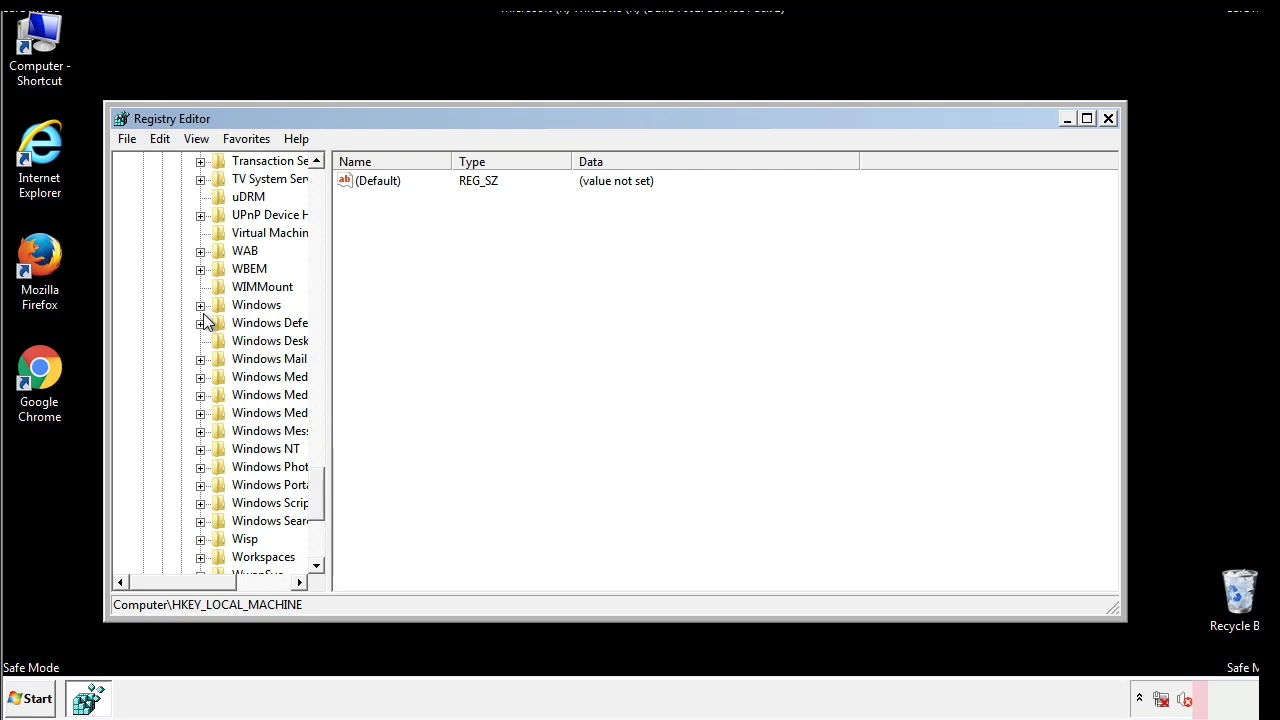 Computer -
Shortcut
Internet
Explorer
Mozilla
Firefox
Google
Chrome
Registry Editor
File Edit View Favorites Help
Transaction Se
TV System Serv
uDRM
UPnP Device H
Virtual Machin
WAB
WBEM
WIMMount
Windows
Windows Defe
Windows Desk
Windows Mail
Windows Med
Windows Med
Windows Med
Windows Mess
Windows NT
Windows Phot
Windows Porta
Windows Scrip
Windows Sear
Wisp
Workspaces
Name Type Data
(Default) REG_SZ (value not set)
Computer\HKEY_LOCAL_MACHINE
Recycle B
Safe Mode
Safe M
Start